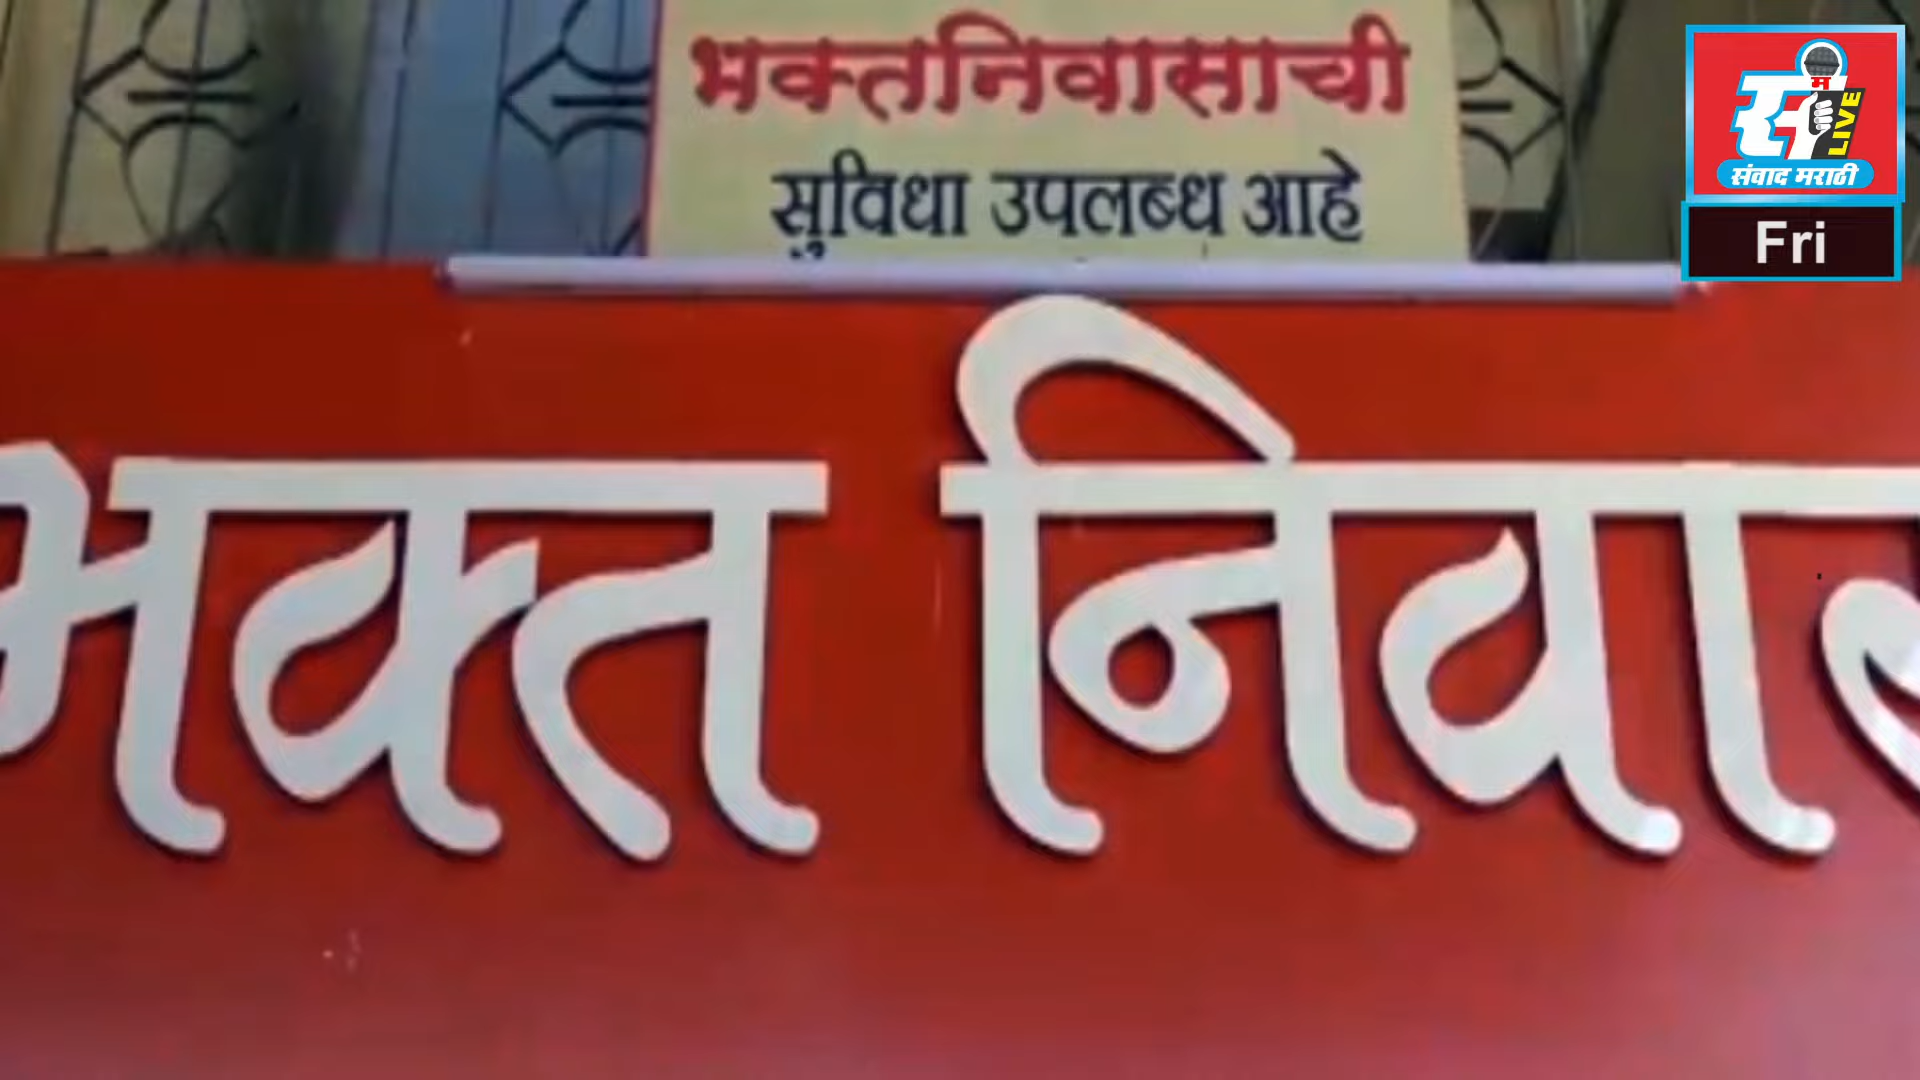 भक्तनिवासाची
सुविधा उपलब्ध आहे
स म
LIVE
संवाद मराठी
Fri
भक्त निवास